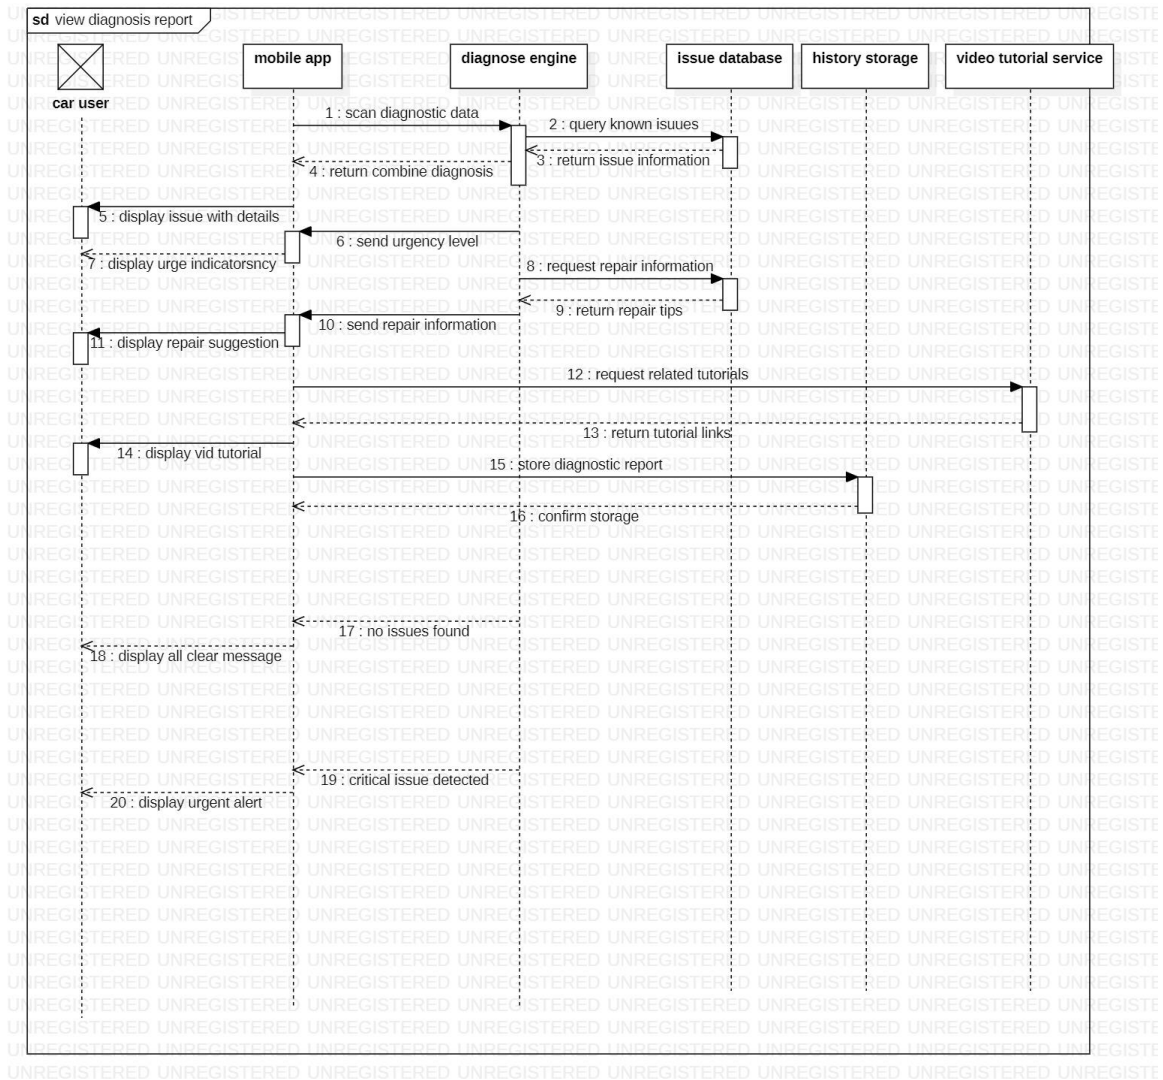 sd view diagnosis report
car user
mobile app
diagnose engine
issue database
history storage
video tutorial service
1 : scan diagnostic data
2 : query known isuues
3 : return issue information
4 : return combine diagnosis
5 : display issue with details
6 : send urgency level
7 : display urge indicatorsncy
8 : request repair information
9 : return repair tips
10 : send repair information
11 : display repair suggestion
12 : request related tutorials
13 : return tutorial links
14 : display vid tutorial
15 : store diagnostic report
16 : confirm storage
17 : no issues found
18 : display all clear message
19 : critical issue detected
20 : display urgent alert
UNREGISTERED